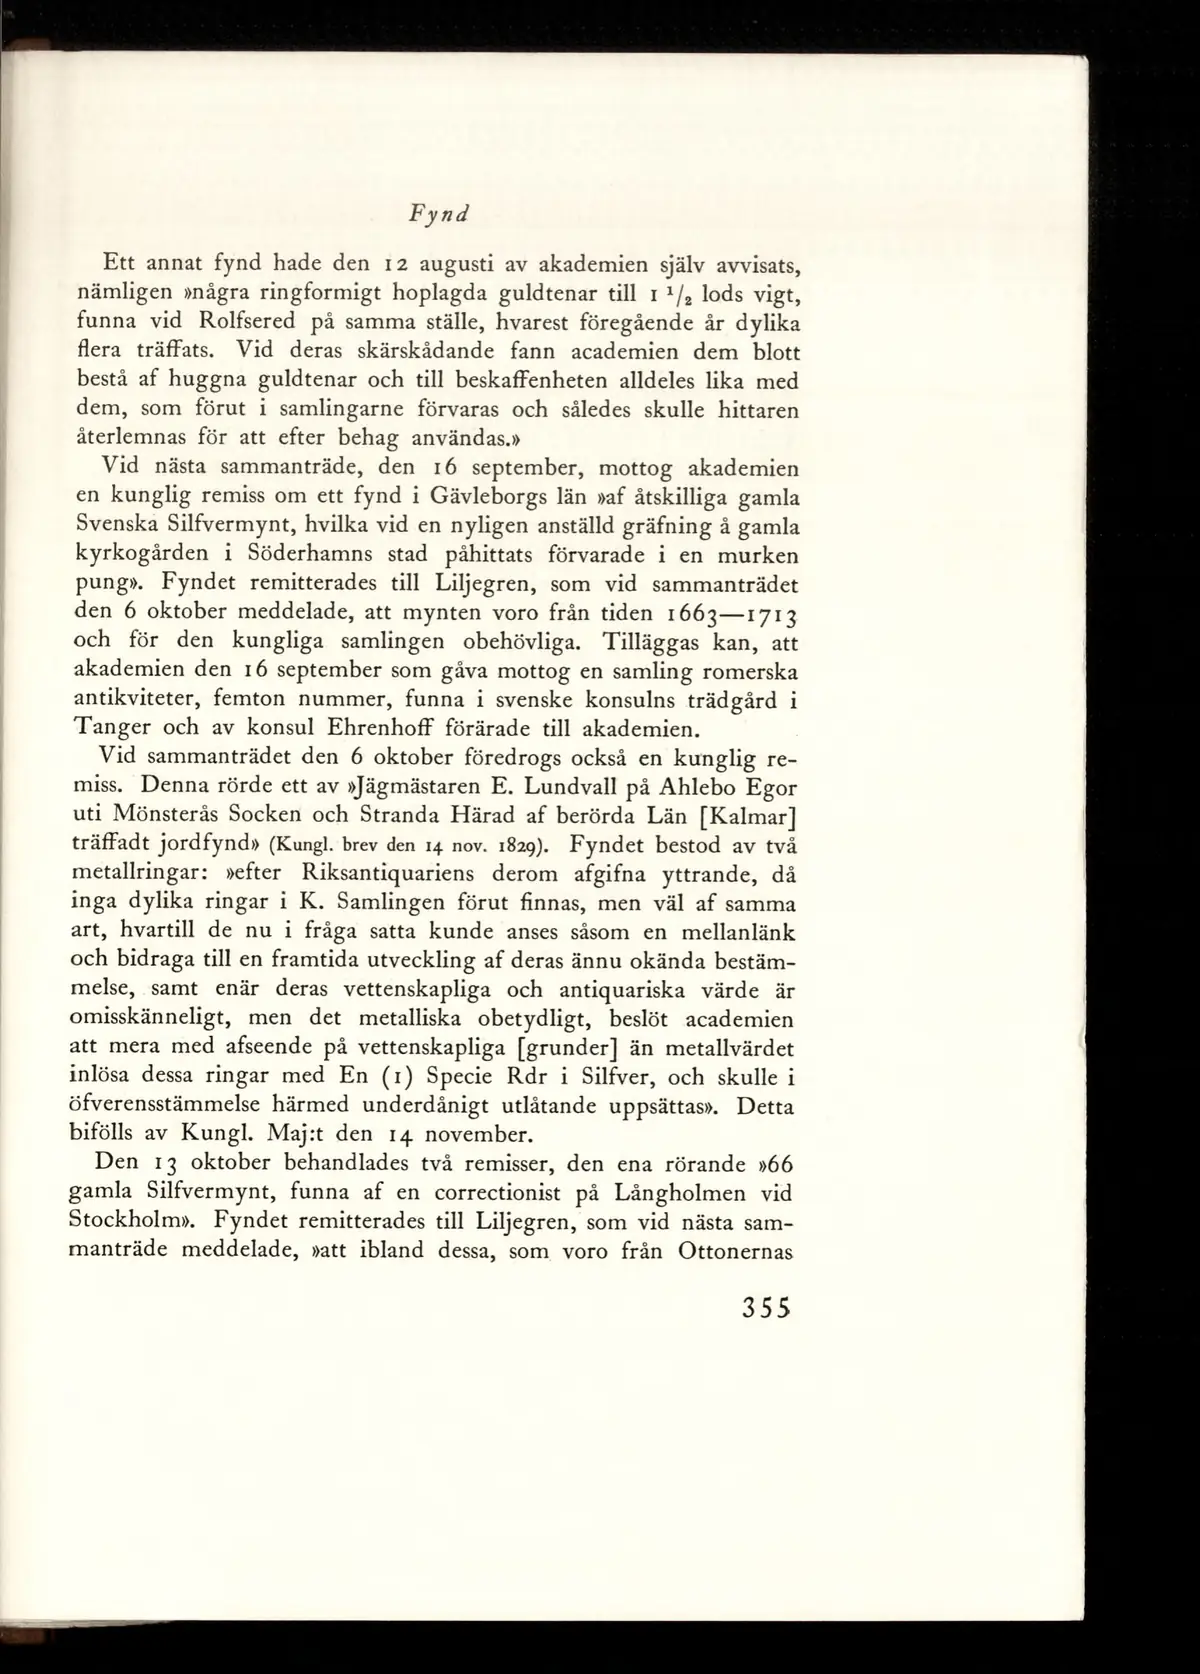 Fynd
Ett annat fynd hade den 12 augusti av akademien själv avvisats,
nämligen »några ringformigt hoplagda guldtenar till 1 1/2 lods vigt,
funna vid Rolfsered på samma ställe, hvarest föregående år dylika
flera träffats. Vid deras skärskådande fann academien dem blott
bestå af huggna guldtenar och till beskaffenheten alldeles lika med
dem, som förut i samlingarne förvaras och således skulle hittaren
återlemnas för att efter behag användas.»
Vid nästa sammanträde, den 16 september, mottog akademien
en kunglig remiss om ett fynd i Gävleborgs län »af åtskilliga gamla
Svenska Silfvermynt, hvilka vid en nyligen anställd gräfning å gamla
kyrkogården i Söderhamns stad påhittats förvarade i en murken
pung». Fyndet remitterades till Liljegren, som vid sammanträdet
den 6 oktober meddelade, att mynten voro från tiden 1663—1713
och för den kungliga samlingen obehövliga. Tilläggas kan, att
akademien den 16 september som gåva mottog en samling romerska
antikviteter, femton nummer, funna i svenske konsulns trädgård i
Tanger och av konsul Ehrenhoff förärade till akademien.
Vid sammanträdet den 6 oktober föredrogs också en kunglig re-
miss. Denna rörde ett av »Jägmästaren E. Lundvall på Ahlebo Egor
uti Mönsterås Socken och Stranda Härad af berörda Län [Kalmar]
träffadt jordfynd» (Kungl. brev den 14 nov. 1829). Fyndet bestod av två
metallringar: »efter Riksantiquariens derom afgifna yttrande, då
inga dylika ringar i K. Samlingen förut finnas, men väl af samma
art, hvartill de nu i fråga satta kunde anses såsom en mellanlänk
och bidraga till en framtida utveckling af deras ännu okända bestäm-
melse, samt enär deras vettenskapliga och antiquariska värde är
omisskänneligt, men det metalliska obetydligt, beslöt academien
att mera med afseende på vettenskapliga [grunder] än metallvärdet
inlösa dessa ringar med En (1) Specie Rdr i Silfver, och skulle i
öfverensstämmelse härmed underdånigt utlåtande uppsättas». Detta
bifölls av Kungl. Maj:t den 14 november.
Den 13 oktober behandlades två remisser, den ena rörande »66
gamla Silfvermynt, funna af en correctionist på Långholmen vid
Stockholm». Fyndet remitterades till Liljegren, som vid nästa sam-
manträde meddelade, »att ibland dessa, som voro från Ottonernas
355